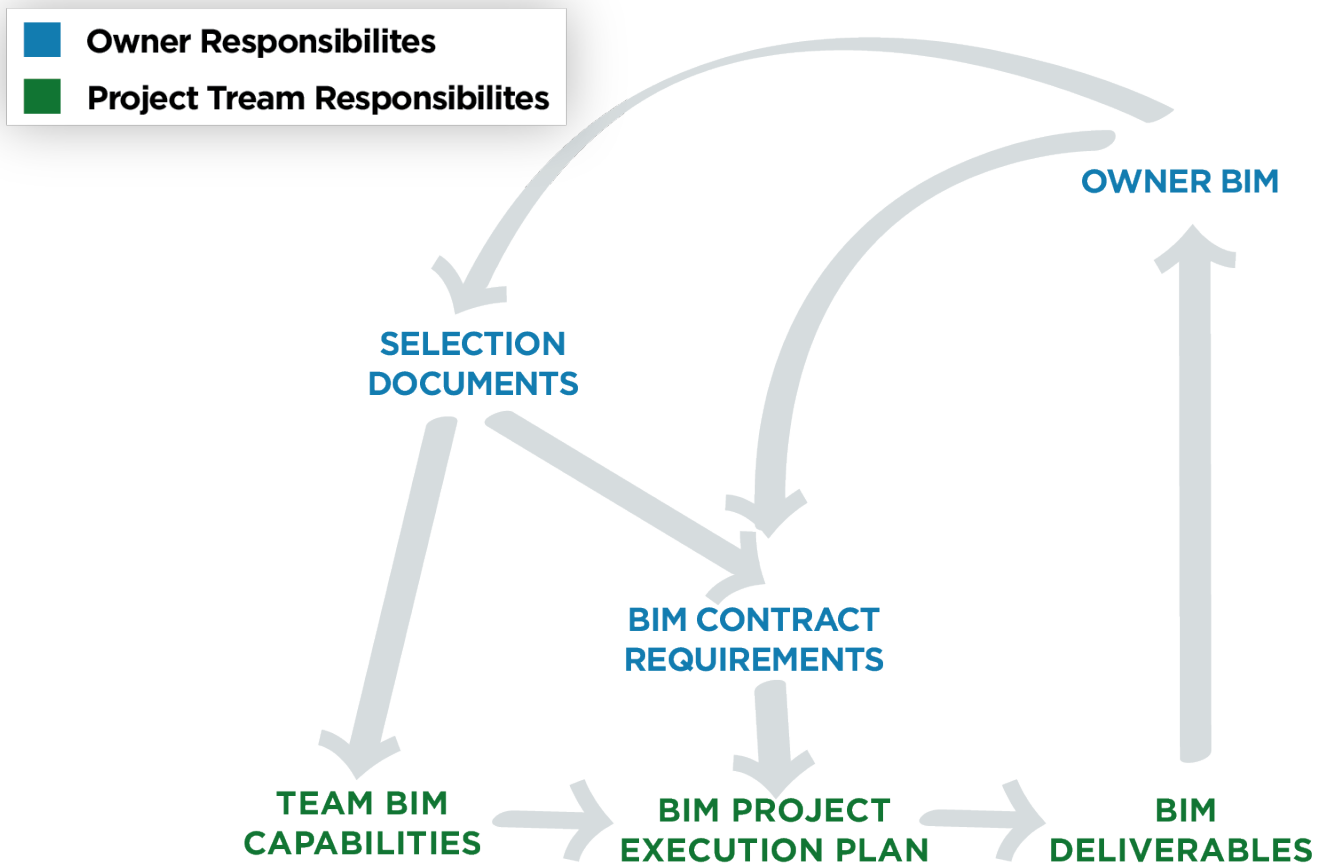 Owner Responsibilites
Project Tream Responsibilites
OWNER BIM
SELECTION
DOCUMENTS
BIM CONTRACT
REQUIREMENTS
TEAM BIM
CAPABILITIES
BIM PROJECT
EXECUTION PLAN
BIM
DELIVERABLES